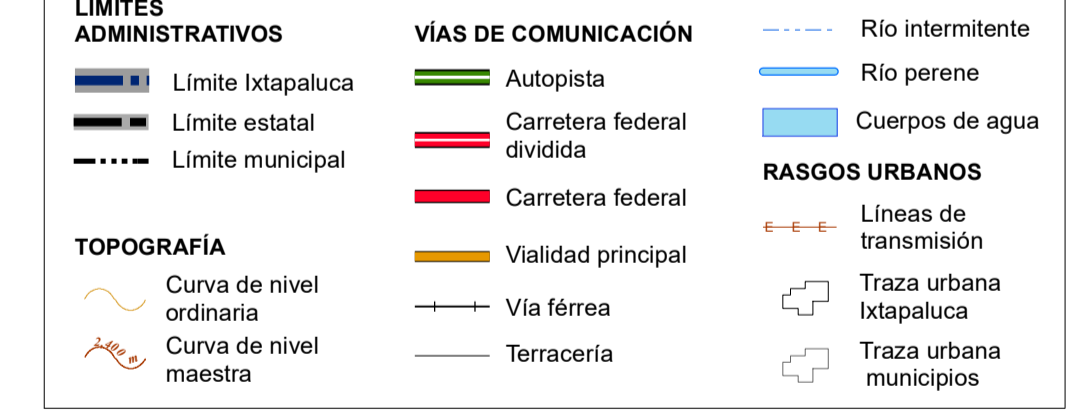 LÍMITES
ADMINISTRATIVOS
Límite Ixtapaluca
Límite estatal
Límite municipal
TOPOGRAFÍA
Curva de nivel
ordinaria
2,400 m
Curva de nivel
maestra
VÍAS DE COMUNICACIÓN
Autopista
Carretera federal
dividida
Carretera federal
Vialidad principal
Vía férrea
Terracería
Río intermitente
Río perene
Cuerpos de agua
RASGOS URBANOS
E E E
Líneas de
transmisión
Traza urbana
Ixtapaluca
Traza urbana
municipios